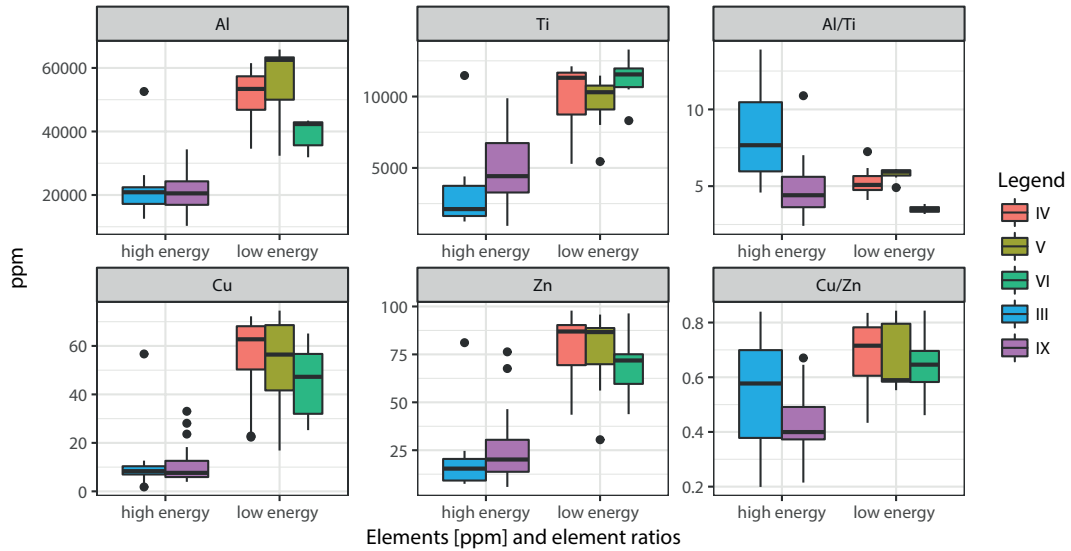 Al
Ti
Al/Ti
60000
40000
20000
10000
5000
10
5
high energy
low energy
high energy
low energy
high energy
low energy
ppm
Legend
IV
V
VI
III
IX
Cu
Zn
Cu/Zn
60
40
20
0
100
75
50
25
0.8
0.6
0.4
0.2
high energy
low energy
high energy
low energy
high energy
low energy
Elements [ppm] and element ratios